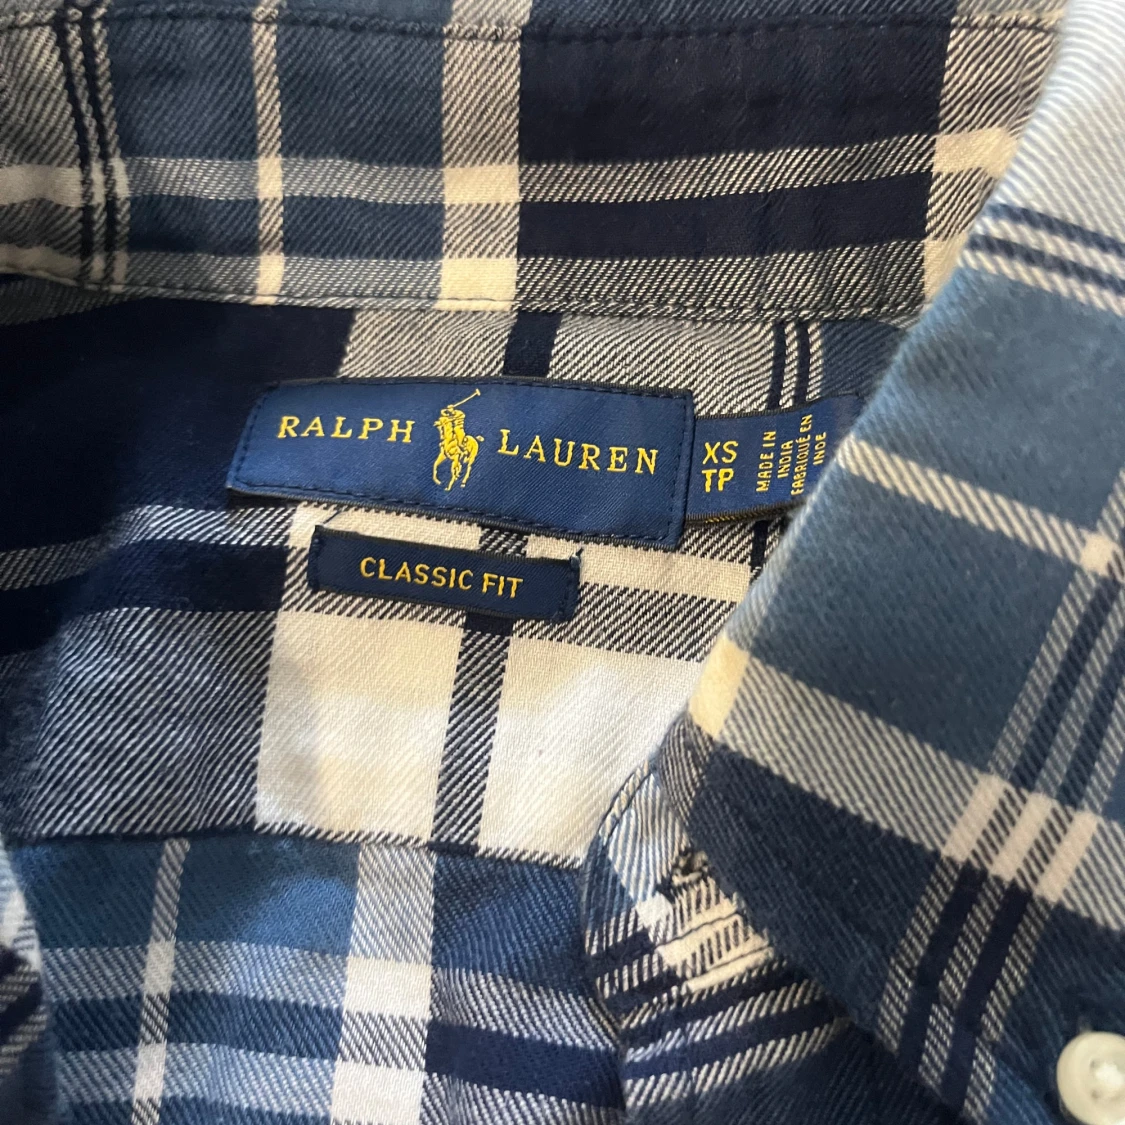 RALPH LAUREN
XS
TP
MADE IN
INDIA
FABRIQUÉ EN
INDE
CLASSIC FIT